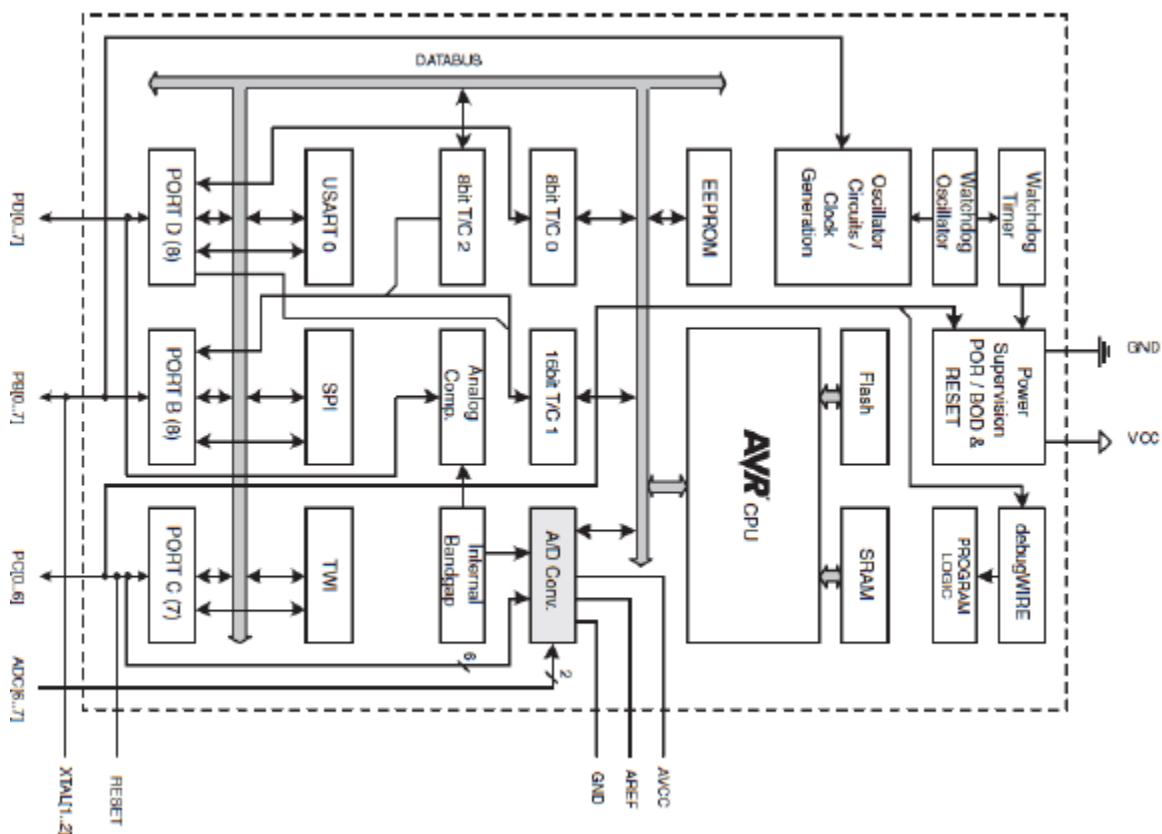 GND
VCC
Watchdog
Timer
Power
Supervision
POR / BOD &
RESET
debugWIRE
Watchdog
Oscillator
PROGRAM
LOGIC
Oscillator
Circuits /
Clock
Generation
Flash
SRAM
AVR CPU
EEPROM
8bit T/C 0
16bit T/C 1
A/D Conv.
AVCC
AREF
GND
DATABUS
8bit T/C 2
Analog
Comp.
Internal
Bandgap
6
2
USART 0
SPI
TWI
PORT D (8)
PORT B (8)
PORT C (7)
RESET
XTAL[1..2]
PD[0..7]
PB[0..7]
PC[0..6]
ADC[6..7]